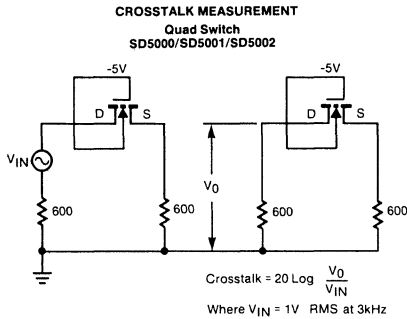 CROSSTALK MEASUREMENT
Quad Switch
SD5000/SD5001/SD5002
-5V
-5V
D S
D S
VIN
V0
600
600
600
600
Crosstalk = 20 Log V0
VIN
Where VIN = 1V RMS at 3kHz